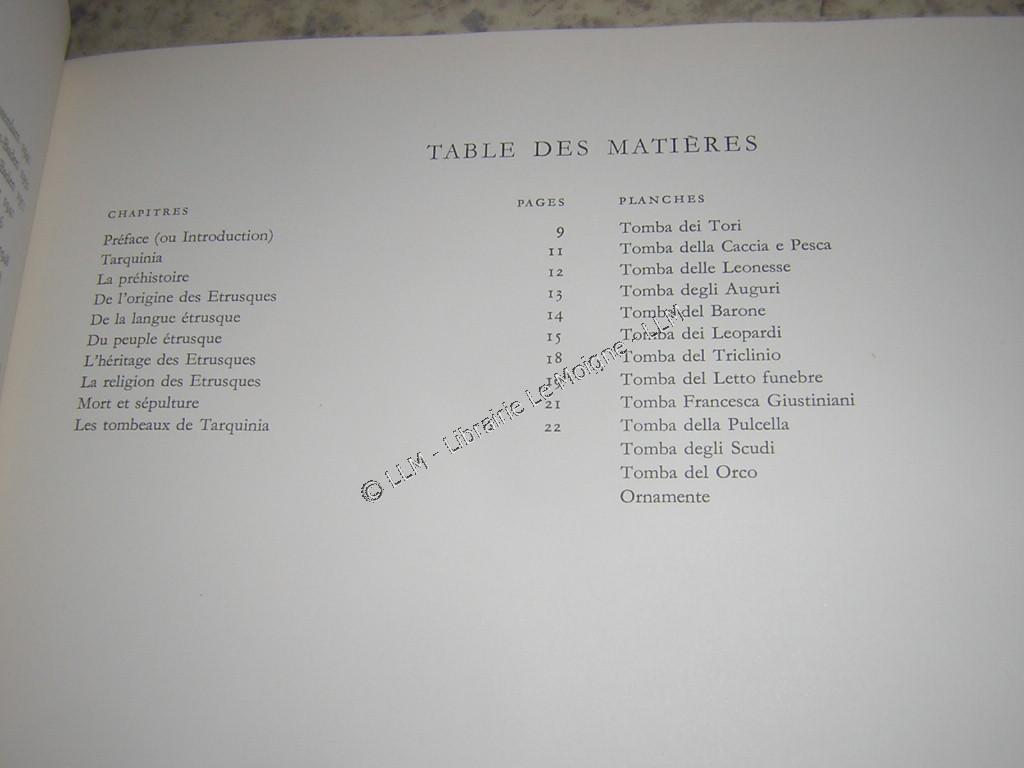 TABLE DES MATIÈRES
CHAPITRES PAGES
Préface (ou Introduction) 9
Tarquinia 11
La préhistoire 12
De l'origine des Etrusques 13
De la langue étrusque 14
Du peuple étrusque 15
L'héritage des Etrusques 18
La religion des Etrusques
Mort et sépulture 21
Les tombeaux de Tarquinia 22
PLANCHES
Tomba dei Tori
Tomba della Caccia e Pesca
Tomba delle Leonesse
Tomba degli Auguri
Tomba del Barone
Tomba dei Leopardi
Tomba del Triclinio
Tomba del Letto funebre
Tomba Francesca Giustiniani
Tomba della Pulcella
Tomba degli Scudi
Tomba del Orco
Ornamente
© LLM - Librairie Le Moigne - LLM